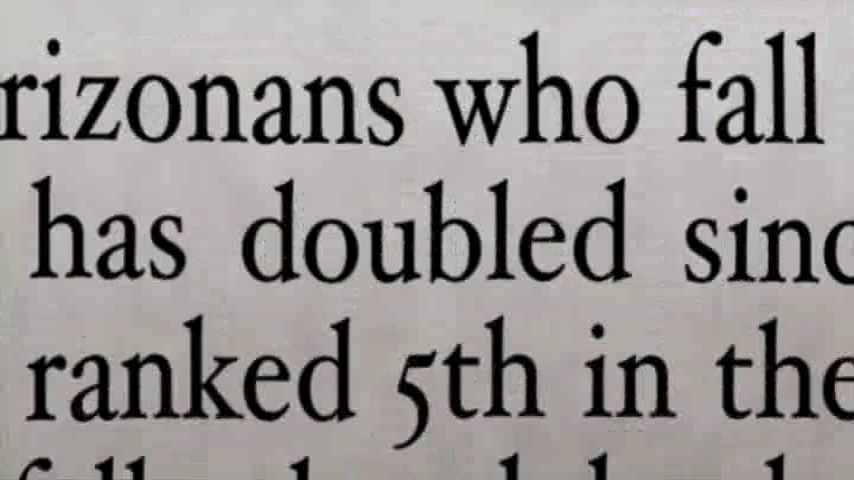 rizonans who fall
has doubled sinc
ranked 5th in the